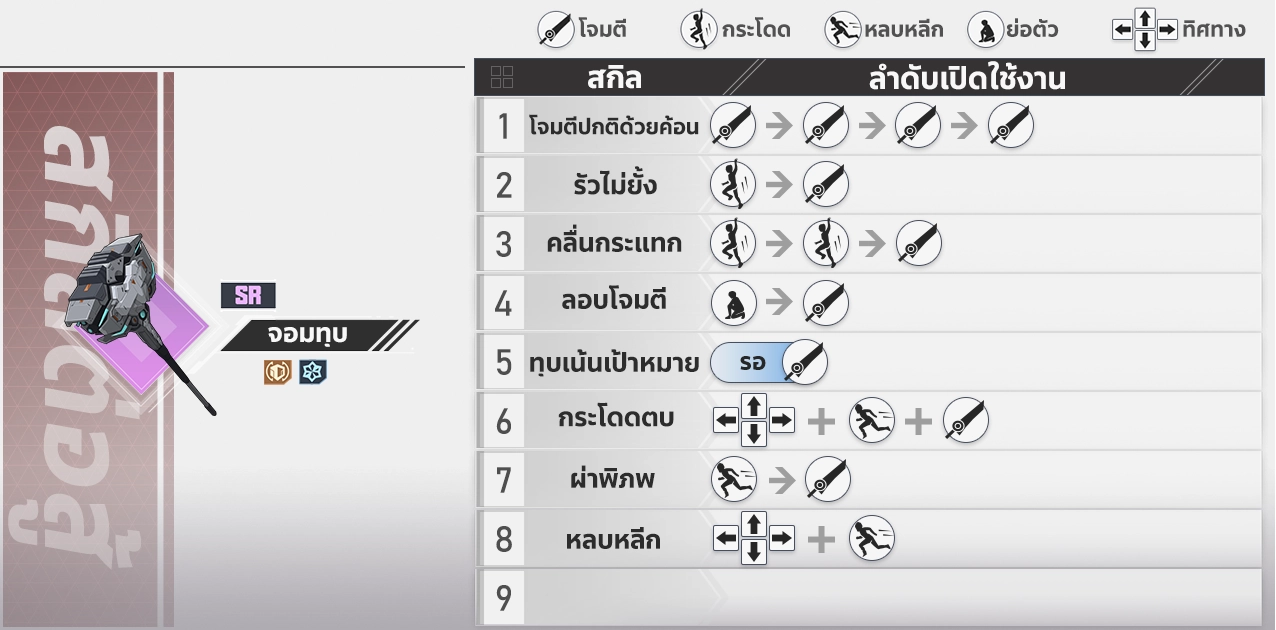 โจมตี กระโดด หลบหลีก ย่อตัว ทิศทาง
สกิล ลำดับเปิดใช้งาน
1 โจมตีปกติด้วยค้อน
2 รัวไม่ยั้ง
3 คลื่นกระแทก
4 ลอบโจมตี
5 ทุบเน้นเป้าหมาย รอ
6 กระโดดตบ
7 ผ่าพิภพ
8 หลบหลีก
9
สกิลต่อสู้
SR
จอมทุบ